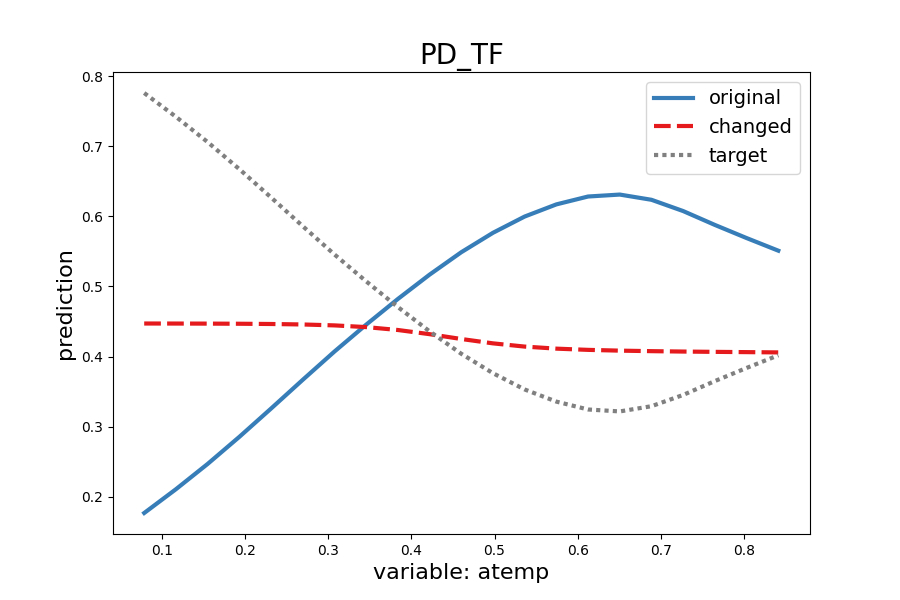 PD_TF
original
changed
target
prediction
0.8
0.7
0.6
0.5
0.4
0.3
0.2
0.1 0.2 0.3 0.4 0.5 0.6 0.7 0.8
variable: atemp